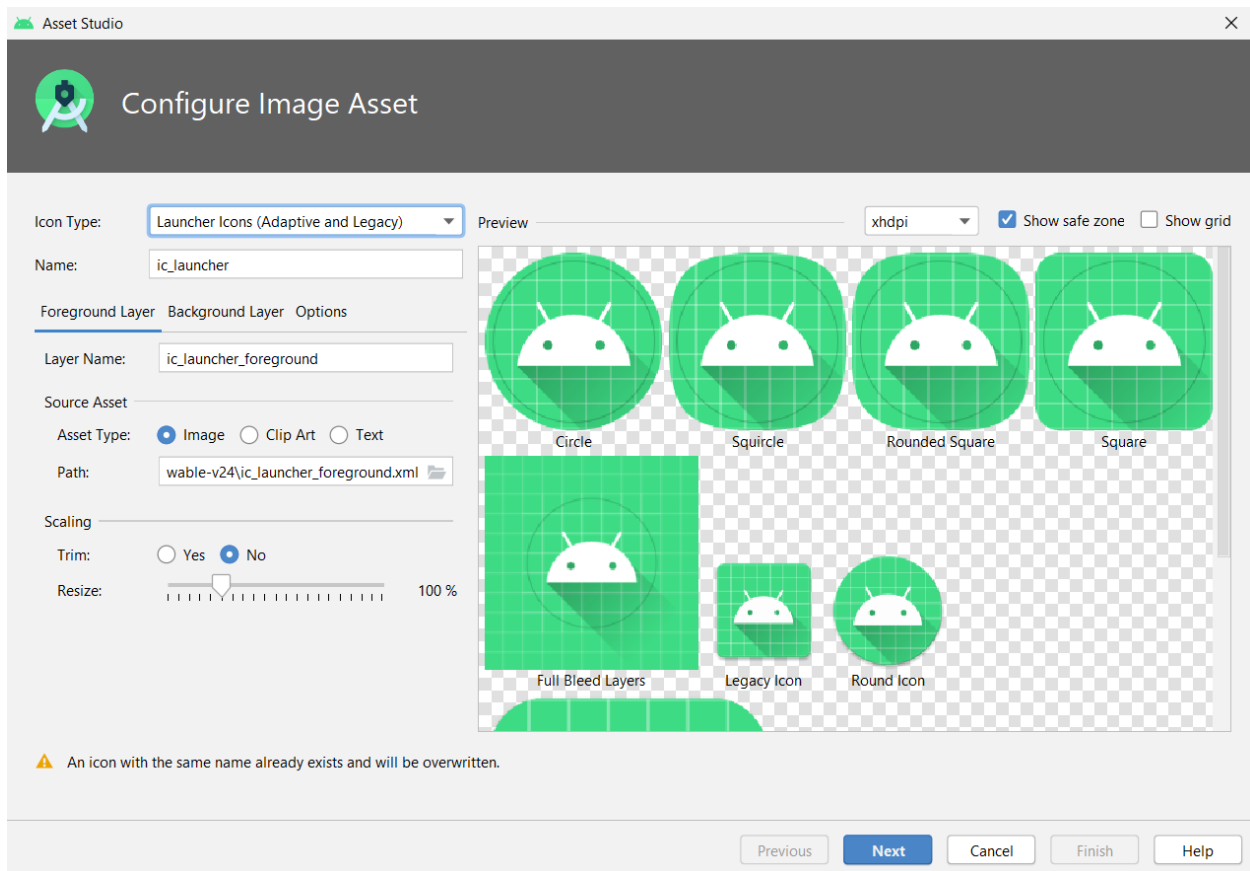 Asset Studio
Configure Image Asset
Icon Type: Launcher Icons (Adaptive and Legacy)
Name: ic_launcher
Foreground Layer Background Layer Options
Layer Name: ic_launcher_foreground
Source Asset
Asset Type: Image Clip Art Text
Path: wable-v24\ic_launcher_foreground.xml
Scaling
Trim: Yes No
Resize: 100 %
Preview xhdpi Show safe zone Show grid
Circle Squircle Rounded Square Square
Full Bleed Layers Legacy Icon Round Icon
An icon with the same name already exists and will be overwritten.
Previous Next Cancel Finish Help